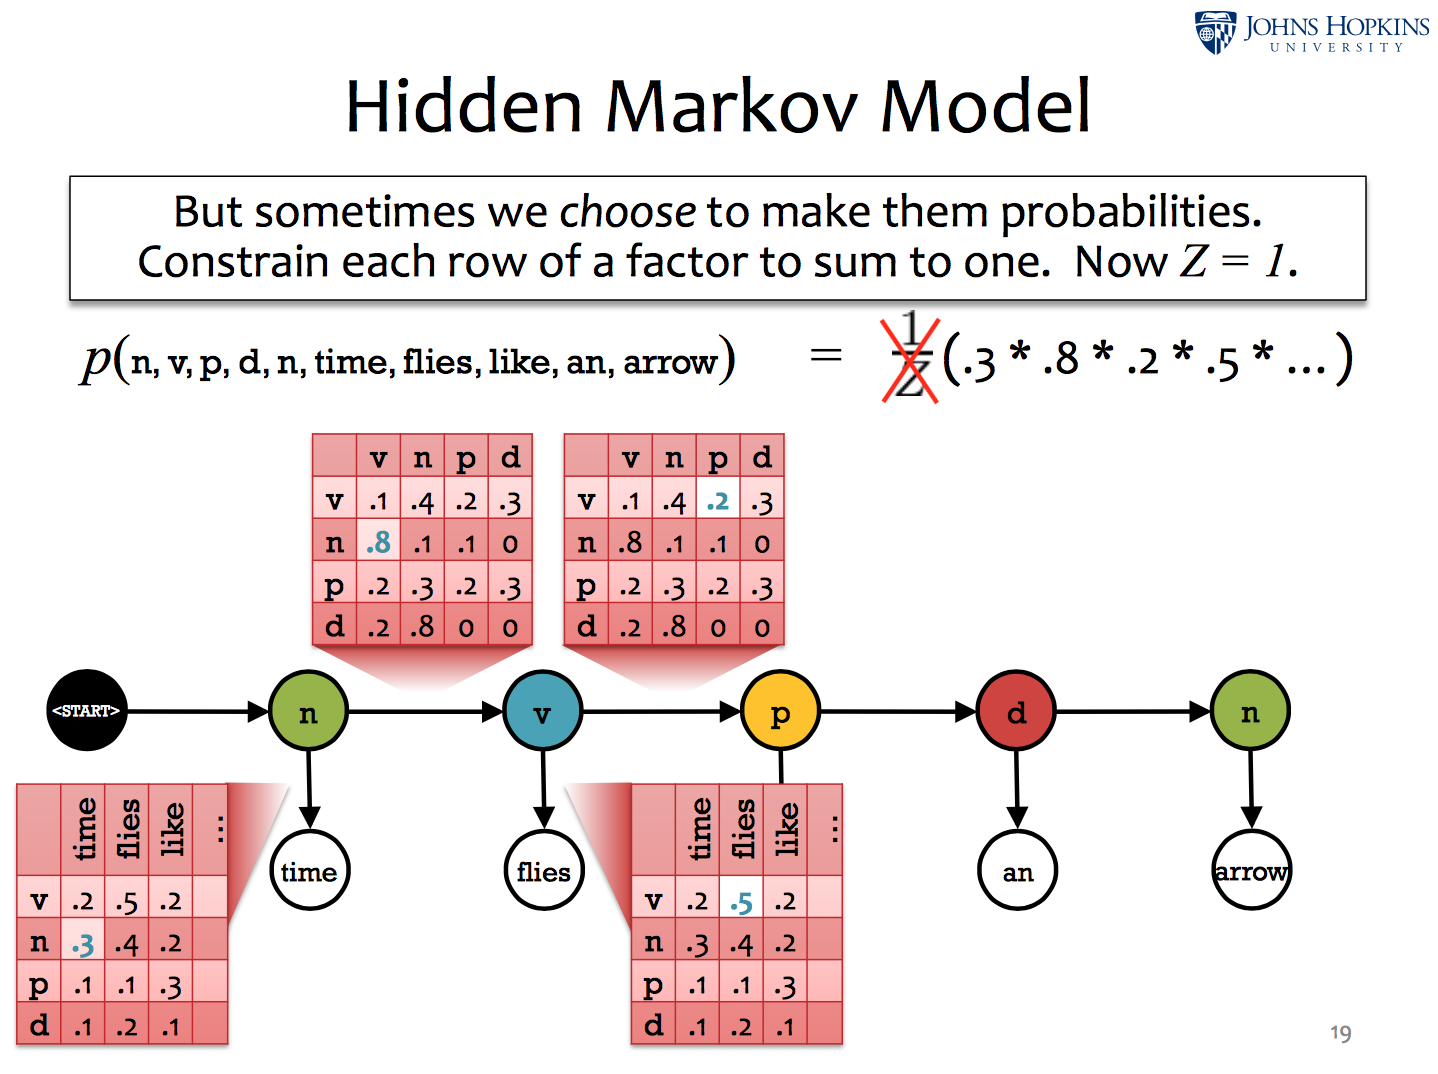 JOHNS HOPKINS
UNIVERSITY
Hidden Markov Model
But sometimes we choose to make them probabilities.
Constrain each row of a factor to sum to one. Now Z = 1.
p(n, v, p, d, n, time, flies, like, an, arrow) = 1/Z (.3 * .8 * .2 * .5 * ... )
v n p d
v .1 .4 .2 .3
n .8 .1 .1 0
p .2 .3 .2 .3
d .2 .8 0 0
v n p d
v .1 .4 .2 .3
n .8 .1 .1 0
p .2 .3 .2 .3
d .2 .8 0 0
<START> n v p d n
time flies like ...
v .2 .5 .2
n .3 .4 .2
p .1 .1 .3
d .1 .2 .1
time flies
time flies like ...
v .2 .5 .2
n .3 .4 .2
p .1 .1 .3
d .1 .2 .1
an arrow
19